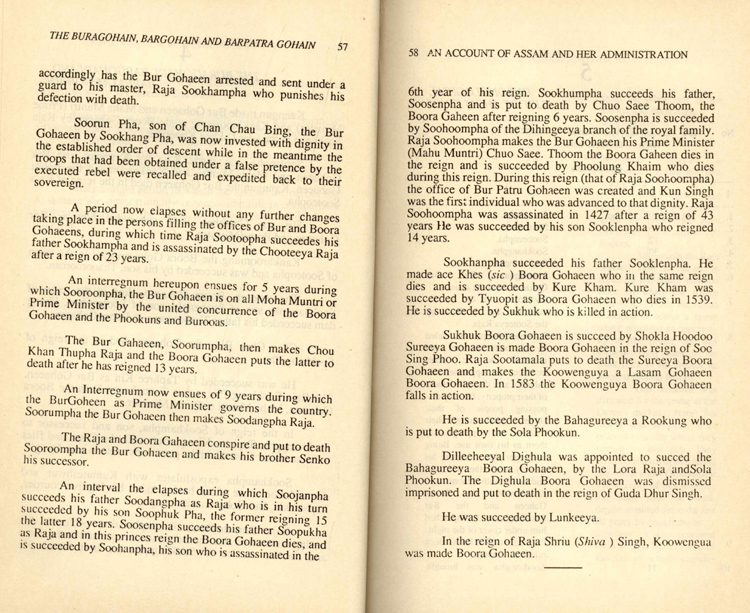 THE BURAGOHAIN, BARGOHAIN AND BARPATRA GOHAIN 57
accordingly has the Bur Gohaeen arrested and sent under a
guard to his master, Raja Sookhampha who punishes his
defection with death.
Soorun Pha, son of Chan Chau Bing, the Bur
Gohaeen by Sookhang Pha, was now invested with dignity in
the established order of descent while in the meantime the
troops that had been obtained under a false pretence by the
executed rebel were recalled and expedited back to their
sovereign.
A period now elapses without any further changes
taking place in the persons filling the offices of Bur and Boora
Gohaeens, during which time Raja Sootoopha succeedes his
father Sookhampha and is assassinated by the Chooteeya Raja
after a reign of 23 years.
An interregnum hereupon ensues for 5 years during
which Sooroonpha, the Bur Gohaeen is on all Moha Muntri or
Prime Minister by the united concurrence of the Boora
Gohaeen and the Phookuns and Burooas.
The Bur Gahaeen, Soorumpha, then makes Chou
Khan Thupha Raja and the Boora Gohaeen puts the latter to
death after he has reigned 13 years.
An Interregnum now ensues of 9 years during which
the BurGoheen as Prime Minister governs the country.
Soorumpha the Bur Gohaeen then makes Soodangpha Raja.
The Raja and Boora Gahaeen conspire and put to death
Sooroompha the Bur Gohaeen and makes his brother Senko
his successor.
An interval the elapses during which Soojanpha
succeeds his father Soodangpha as Raja who is in his turn
succeeded by his son Soophuk Pha, the former reigning 15
the latter 18 years. Soosenpha succeeds his father Soopukha
as Raja and in this princes reign the Boora Gohaeen dies, and
is succeeded by Soohanpha, his son who is assassinated in the
58 AN ACCOUNT OF ASSAM AND HER ADMINISTRATION
6th year of his reign. Sookhumpha succeeds his father,
Soosenpha and is put to death by Chuo Saee Thoom, the
Boora Gaheen after reigning 6 years. Soosenpha is succeeded
by Soohoompha of the Dihingeeya branch of the royal family.
Raja Soohoompha makes the Bur Gohaeen his Prime Minister
(Mahu Muntri) Chuo Saee. Thoom the Boora Gaheen dies in
the reign and is succeeded by Phoolung Khaim who dies
during this reign. During this reign (that of Raja Soohoompha)
the office of Bur Patru Gohaeen was created and Kun Singh
was the first individual who was advanced to that dignity. Raja
Soohoompha was assassinated in 1427 after a reign of 43
years He was succeeded by his son Sooklenpha who reigned
14 years.
Sookhanpha succeeded his father Sooklenpha. He
made ace Khes (sic ) Boora Gohaeen who in the same reign
dies and is succeeded by Kure Kham. Kure Kham was
succeeded by Tyuopit as Boora Gohaeen who dies in 1539.
He is succeeded by Sukhuk who is killed in action.
Sukhuk Boora Gohaeen is succeed by Shokla Hoodoo
Sureeya Gohaeen is made Boora Gohaeen in the reign of Soo
Sing Phoo. Raja Sootamala puts to death the Sureeya Boora
Gohaeen and makes the Koowenguya a Lasam Gohaeen
Boora Gohaeen. In 1583 the Koowenguya Boora Gohaeen
falls in action.
He is succeeded by the Bahagureeya a Rookung who
is put to death by the Sola Phookun.
Dilleeheeyal Dighula was appointed to succed the
Bahagureeya Boora Gohaeen, by the Lora Raja andSola
Phookun. The Dighula Boora Gohaeen was dismissed
imprisoned and put to death in the reign of Guda Dhur Singh.
He was succeeded by Lunkeeya.
In the reign of Raja Shriu (Shiva ) Singh, Koowengua
was made Boora Gohaeen.